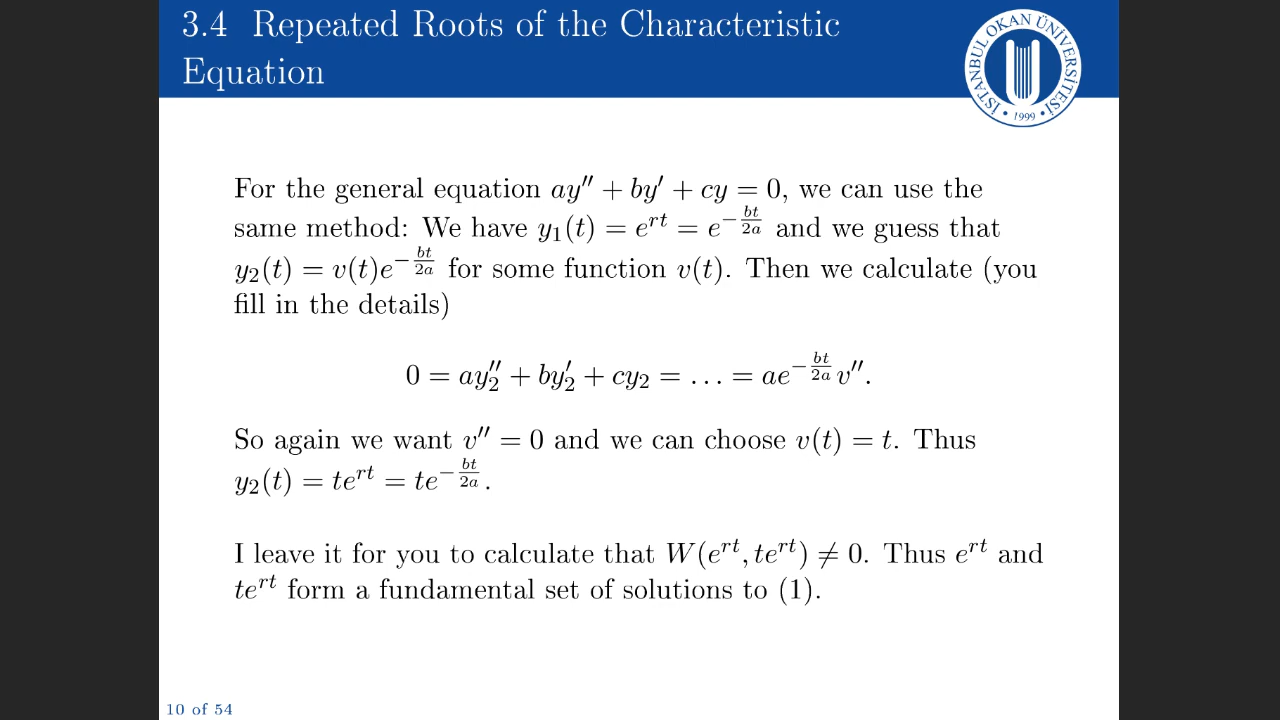 3.4 Repeated Roots of the Characteristic
Equation
İSTANBUL OKAN ÜNİVERSİTESİ
• 1999 •
For the general equation ay″ + by′ + cy = 0, we can use the
same method: We have y₁(t) = e^{rt} = e^{−\frac{bt}{2a}} and we guess that
y₂(t) = v(t)e^{−\frac{bt}{2a}} for some function v(t). Then we calculate (you
fill in the details)
0 = ay₂″ + by₂′ + cy₂ = . . . = ae^{−\frac{bt}{2a}} v″.
So again we want v″ = 0 and we can choose v(t) = t. Thus
y₂(t) = te^{rt} = te^{−\frac{bt}{2a}}.
I leave it for you to calculate that W(e^{rt}, te^{rt}) ≠ 0. Thus e^{rt} and
te^{rt} form a fundamental set of solutions to (1).
10 of 54